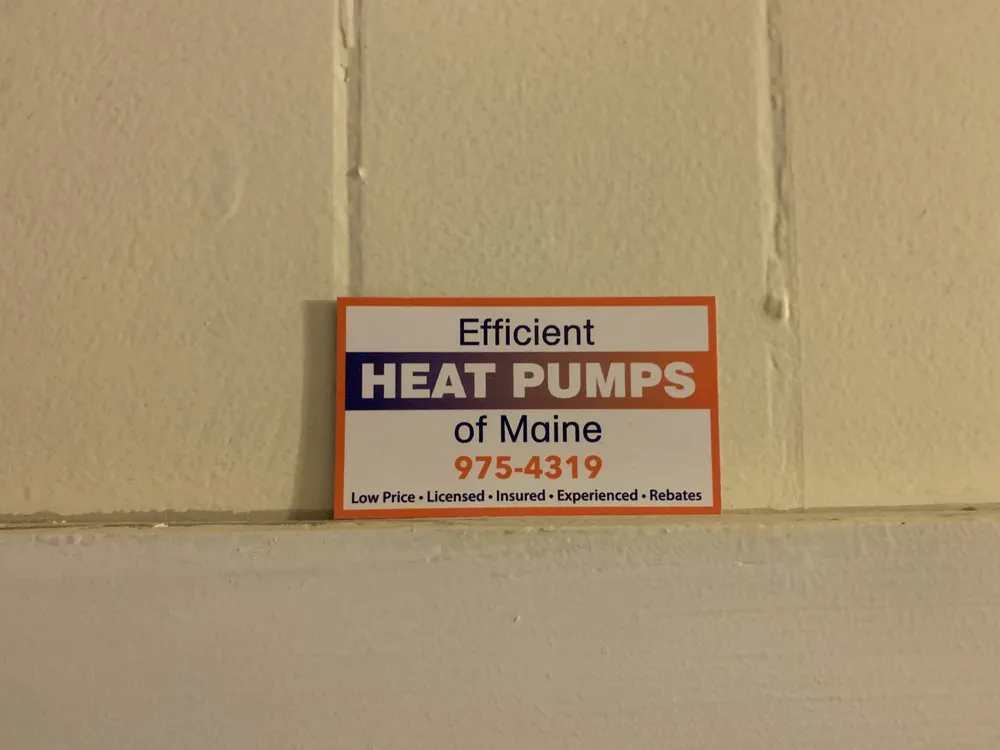 Efficient
HEAT PUMPS
of Maine
975-4319
Low Price • Licensed • Insured • Experienced • Rebates